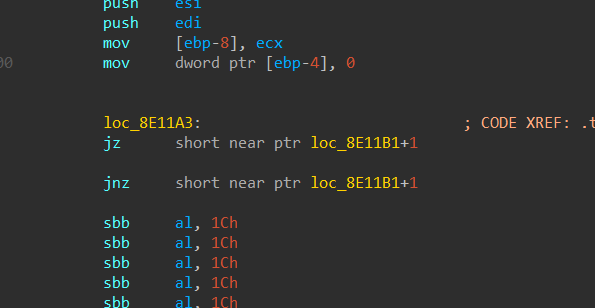 push esi
push edi
mov [ebp-8], ecx
mov dword ptr [ebp-4], 0
loc_8E11A3: ; CODE XREF: .t
jz short near ptr loc_8E11B1+1
jnz short near ptr loc_8E11B1+1
sbb al, 1Ch
sbb al, 1Ch
sbb al, 1Ch
sbb al, 1Ch
sbb al, 1Ch